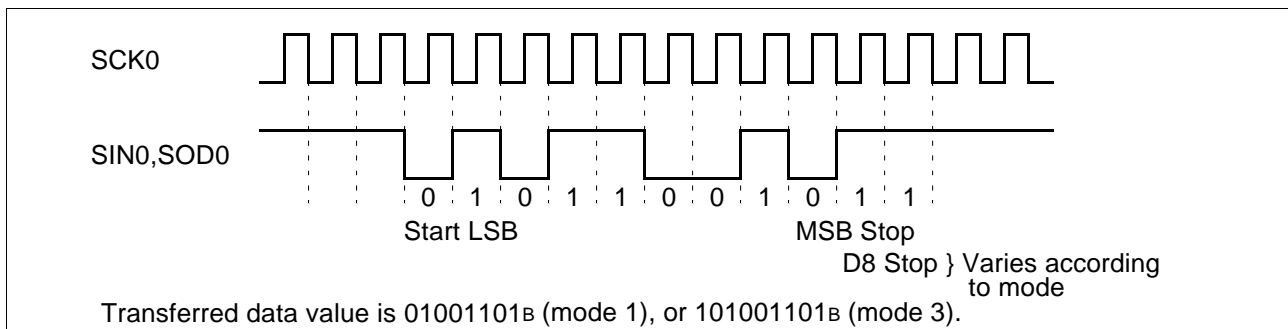 SCK0
SIN0,SOD0
0 1 0 1 1 0 0 1 0 1 1
Start LSB MSB Stop
D8 Stop } Varies according
to mode
Transferred data value is 01001101B (mode 1), or 101001101B (mode 3).